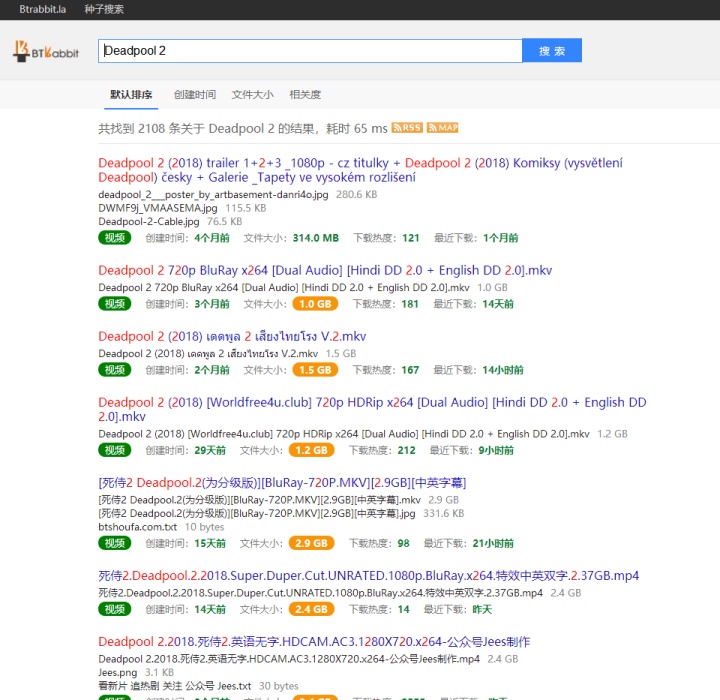 Btrabbit.la 种子搜索
BTRabbit
Deadpool 2 搜 索
默认排序 创建时间 文件大小 相关度
共找到 2108 条关于 Deadpool 2 的结果，耗时 65 ms RSS MAP
Deadpool 2 (2018) trailer 1+2+3 _1080p - cz titulky + Deadpool 2 (2018) Komiksy (vysvětlení
Deadpool) česky + Galerie _Tapety ve vysokém rozlišení
deadpool_2___poster_by_artbasement-danri4o.jpg 280.6 KB
DWMF9j_VMAASEMA.jpg 115.5 KB
Deadpool-2-Cable.jpg 76.5 KB
视频 创建时间：4个月前 文件大小：314.0 MB 下载热度：121 最近下载：1个月前
Deadpool 2 720p BluRay x264 [Dual Audio] [Hindi DD 2.0 + English DD 2.0].mkv
Deadpool 2 720p BluRay x264 [Dual Audio] [Hindi DD 2.0 + English DD 2.0].mkv 1.0 GB
视频 创建时间：3个月前 文件大小：1.0 GB 下载热度：181 最近下载：14天前
Deadpool 2 (2018) เดดพูล 2 เสียงไทยโรง V.2.mkv
Deadpool 2 (2018) เดดพูล 2 เสียงไทยโรง V.2.mkv 1.5 GB
视频 创建时间：2个月前 文件大小：1.5 GB 下载热度：167 最近下载：14小时前
Deadpool 2 (2018) [Worldfree4u.club] 720p HDRip x264 [Dual Audio] [Hindi DD 2.0 + English DD
2.0].mkv
Deadpool 2 (2018) [Worldfree4u.club] 720p HDRip x264 [Dual Audio] [Hindi DD 2.0 + English DD 2.0].mkv 1.2 GB
视频 创建时间：29天前 文件大小：1.2 GB 下载热度：212 最近下载：9小时前
[死侍2 Deadpool.2(为分级版)][BluRay-720P.MKV][2.9GB][中英字幕]
[死侍2 Deadpool.2(为分级版)][BluRay-720P.MKV][2.9GB][中英字幕].mkv 2.9 GB
[死侍2 Deadpool.2(为分级版)][BluRay-720P.MKV][2.9GB][中英字幕].jpg 331.6 KB
btshoufa.com.txt 10 bytes
视频 创建时间：15天前 文件大小：2.9 GB 下载热度：98 最近下载：21小时前
死侍2.Deadpool.2.2018.Super.Duper.Cut.UNRATED.1080p.BluRay.x264.特效中英双字.2.37GB.mp4
死侍2.Deadpool.2.2018.Super.Duper.Cut.UNRATED.1080p.BluRay.x264.特效中英双字.2.37GB.mp4 2.4 GB
视频 创建时间：14天前 文件大小：2.4 GB 下载热度：14 最近下载：昨天
Deadpool 2.2018.死侍2.英语无字.HDCAM.AC3.1280X720.x264-公众号Jees制作
Deadpool 2.2018.死侍2.英语无字.HDCAM.AC3.1280X720.x264-公众号Jees制作.mp4 2.4 GB
Jees.png 3.1 KB
看新片 追热剧 关注 公众号 Jees.txt 30 bytes